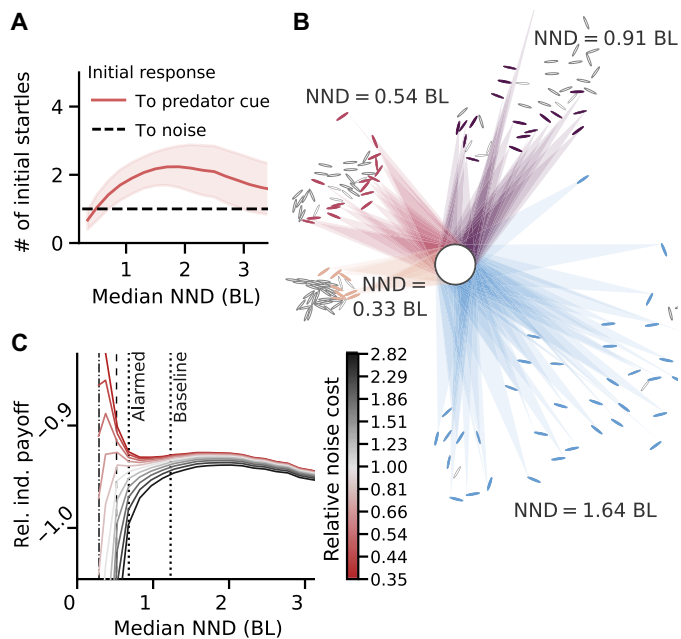 A
Initial response
To predator cue
To noise
# of initial startles
4
2
0
1
2
3
Median NND (BL)
B
NND = 0.91 BL
NND = 0.54 BL
NND =
0.33 BL
NND = 1.64 BL
C
Alarmed
Baseline
Rel. ind. payoff
−0.9
−1.0
0
1
2
3
Median NND (BL)
Relative noise cost
2.82
2.29
1.86
1.51
1.23
1.00
0.81
0.66
0.54
0.44
0.35